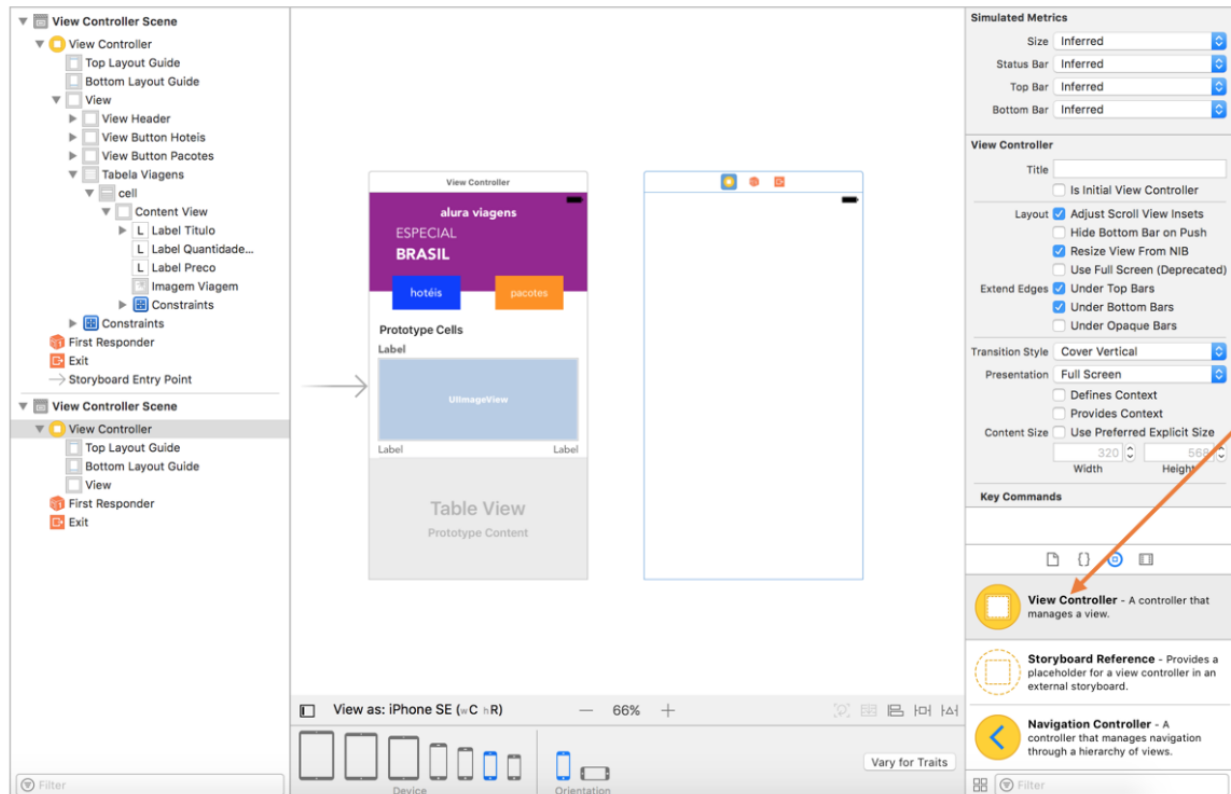 View Controller Scene
View Controller
Top Layout Guide
Bottom Layout Guide
View
View Header
View Button Hoteis
View Button Pacotes
Tabela Viagens
cell
Content View
L Label Titulo
L Label Quantidade...
L Label Preco
Imagem Viagem
Constraints
Constraints
First Responder
Exit
Storyboard Entry Point
View Controller Scene
View Controller
Top Layout Guide
Bottom Layout Guide
View
First Responder
Exit
Filter
View Controller
alura viagens
ESPECIAL
BRASIL
hotéis pacotes
Prototype Cells
Label
UIImageView
Label Label
Table View
Prototype Content
View as: iPhone SE (wC hR) — 66% +
Device Orientation
Vary for Traits
Simulated Metrics
Size Inferred
Status Bar Inferred
Top Bar Inferred
Bottom Bar Inferred
View Controller
Title
Is Initial View Controller
Layout Adjust Scroll View Insets
Hide Bottom Bar on Push
Resize View From NIB
Use Full Screen (Deprecated)
Extend Edges Under Top Bars
Under Bottom Bars
Under Opaque Bars
Transition Style Cover Vertical
Presentation Full Screen
Defines Context
Provides Context
Content Size Use Preferred Explicit Size
320 568
Width Height
Key Commands
{}
View Controller - A controller that
manages a view.
Storyboard Reference - Provides a
placeholder for a view controller in an
external storyboard.
Navigation Controller - A
controller that manages navigation
through a hierarchy of views.
Filter